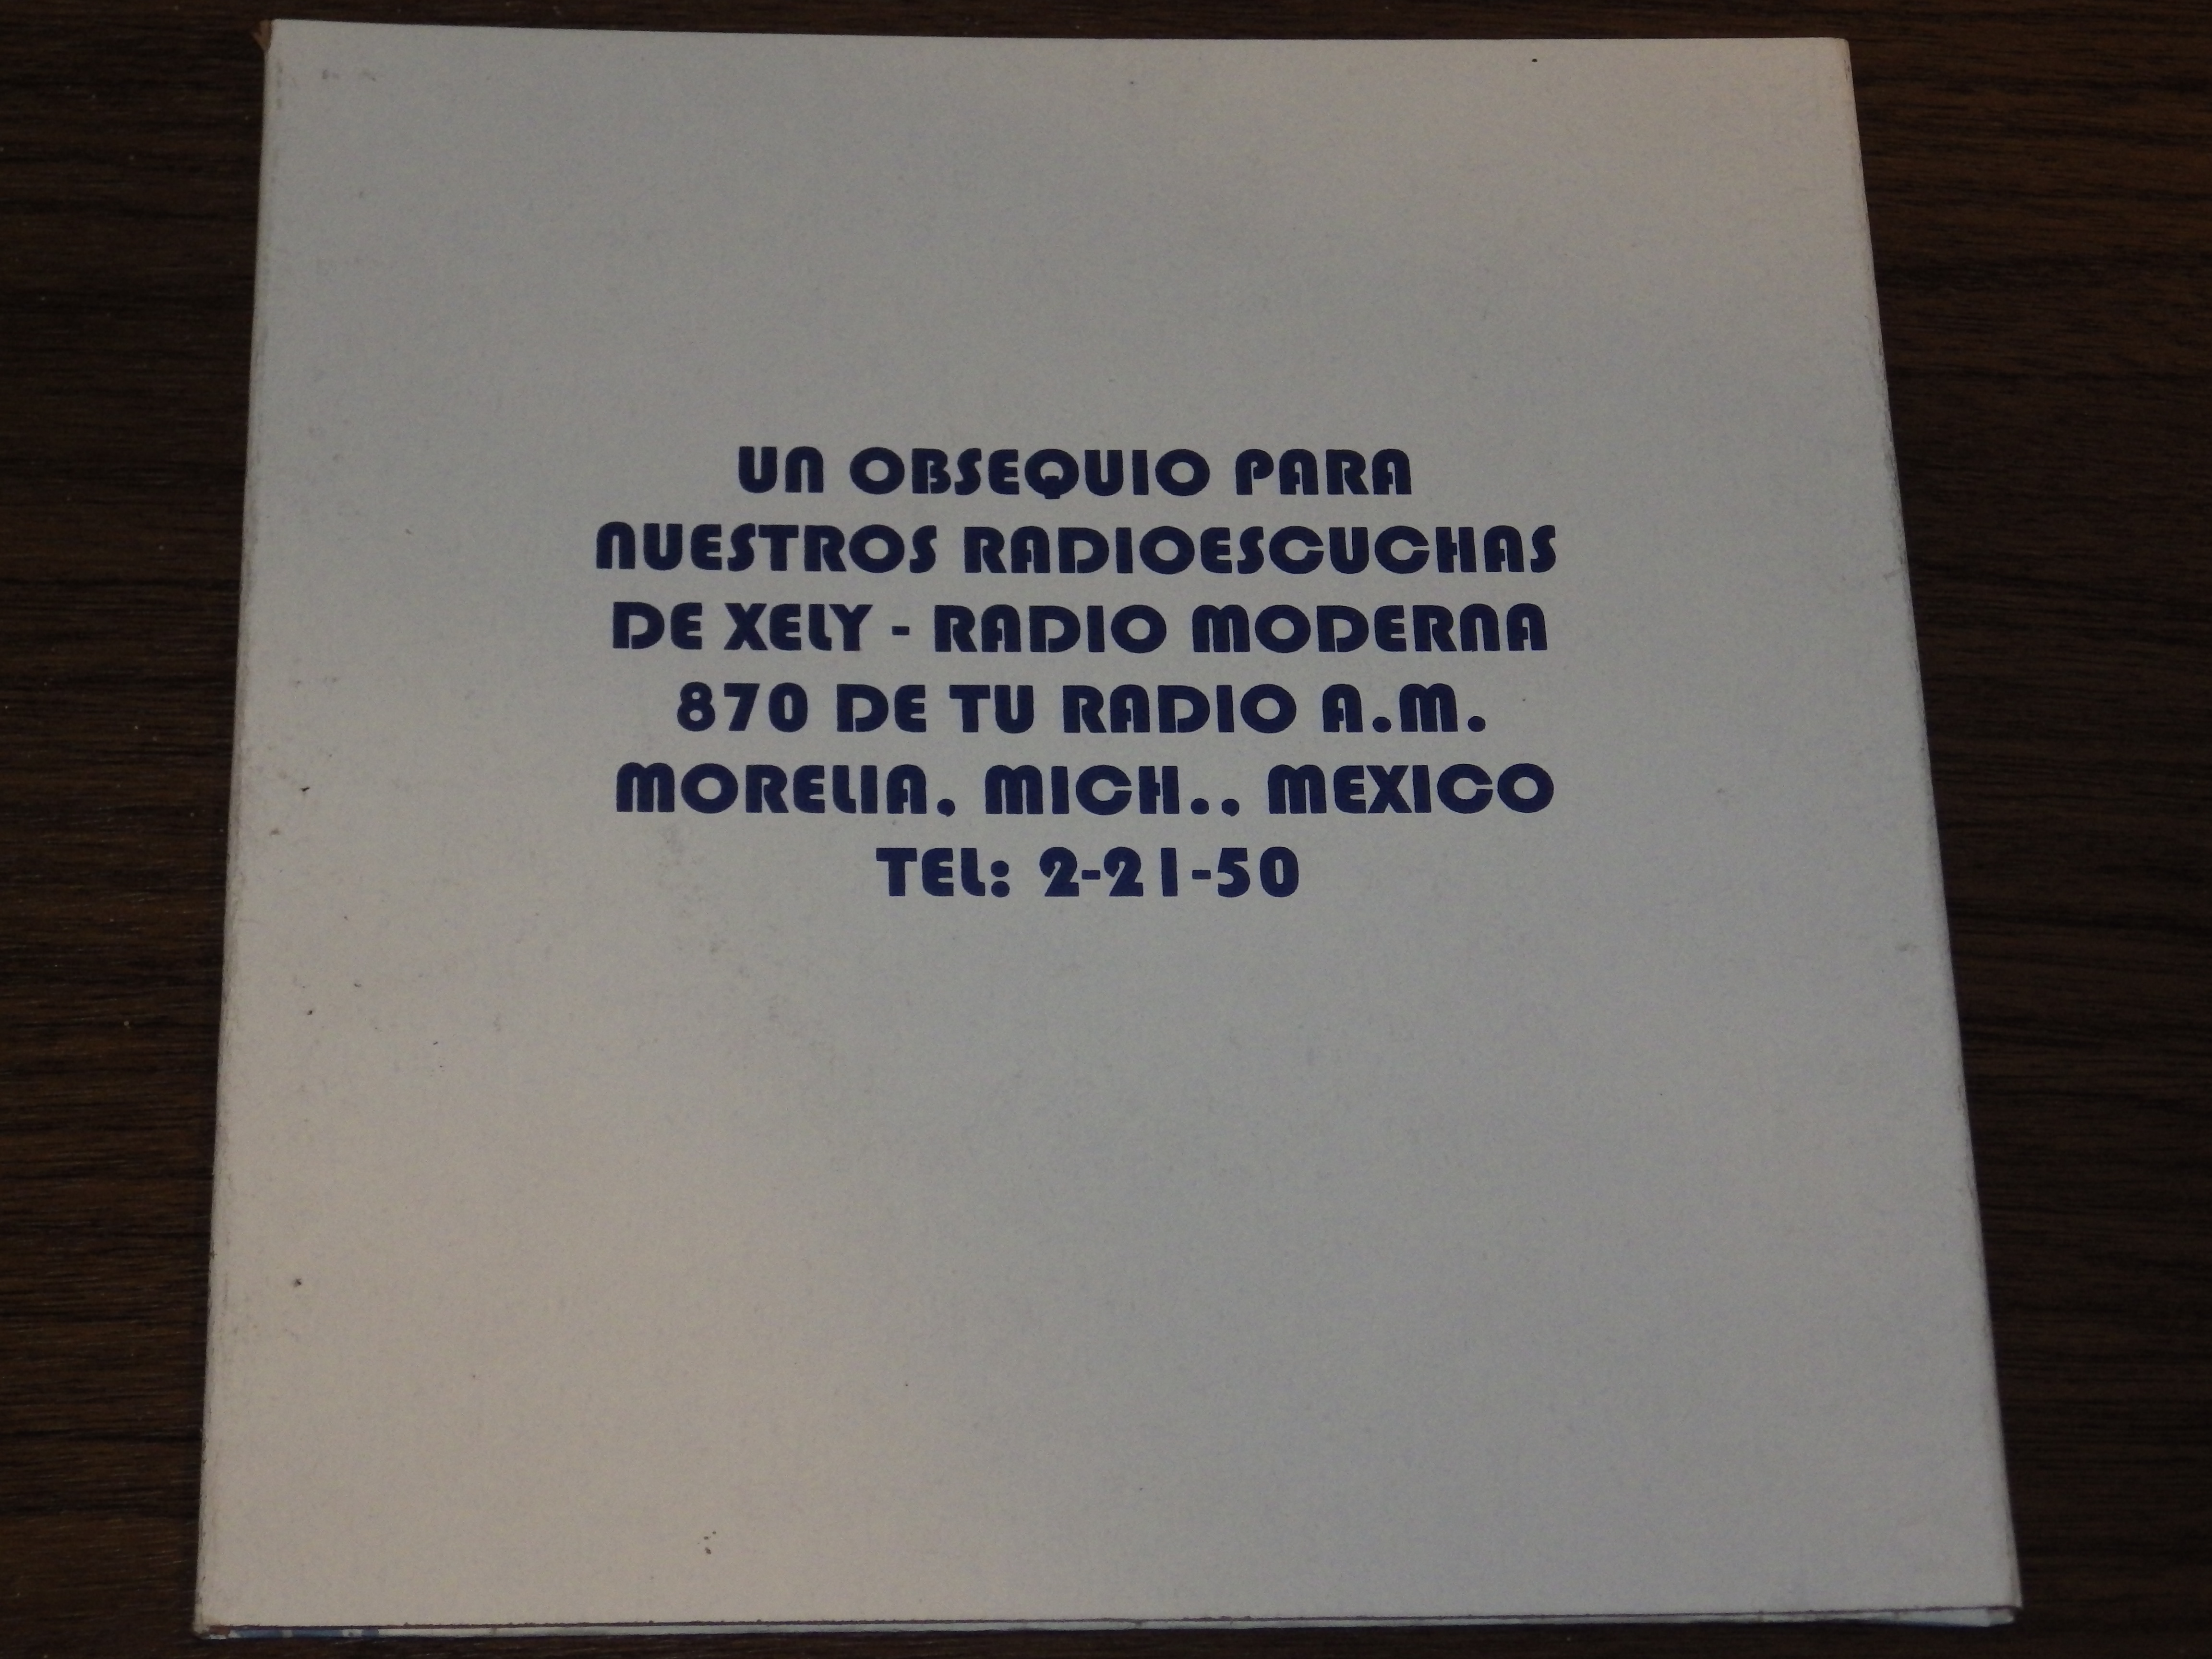 UN OBSEQUIO PARA
NUESTROS RADIOESCUCHAS
DE XELY - RADIO MODERNA
870 DE TU RADIO A.M.
MORELIA, MICH., MEXICO
TEL: 2-21-50